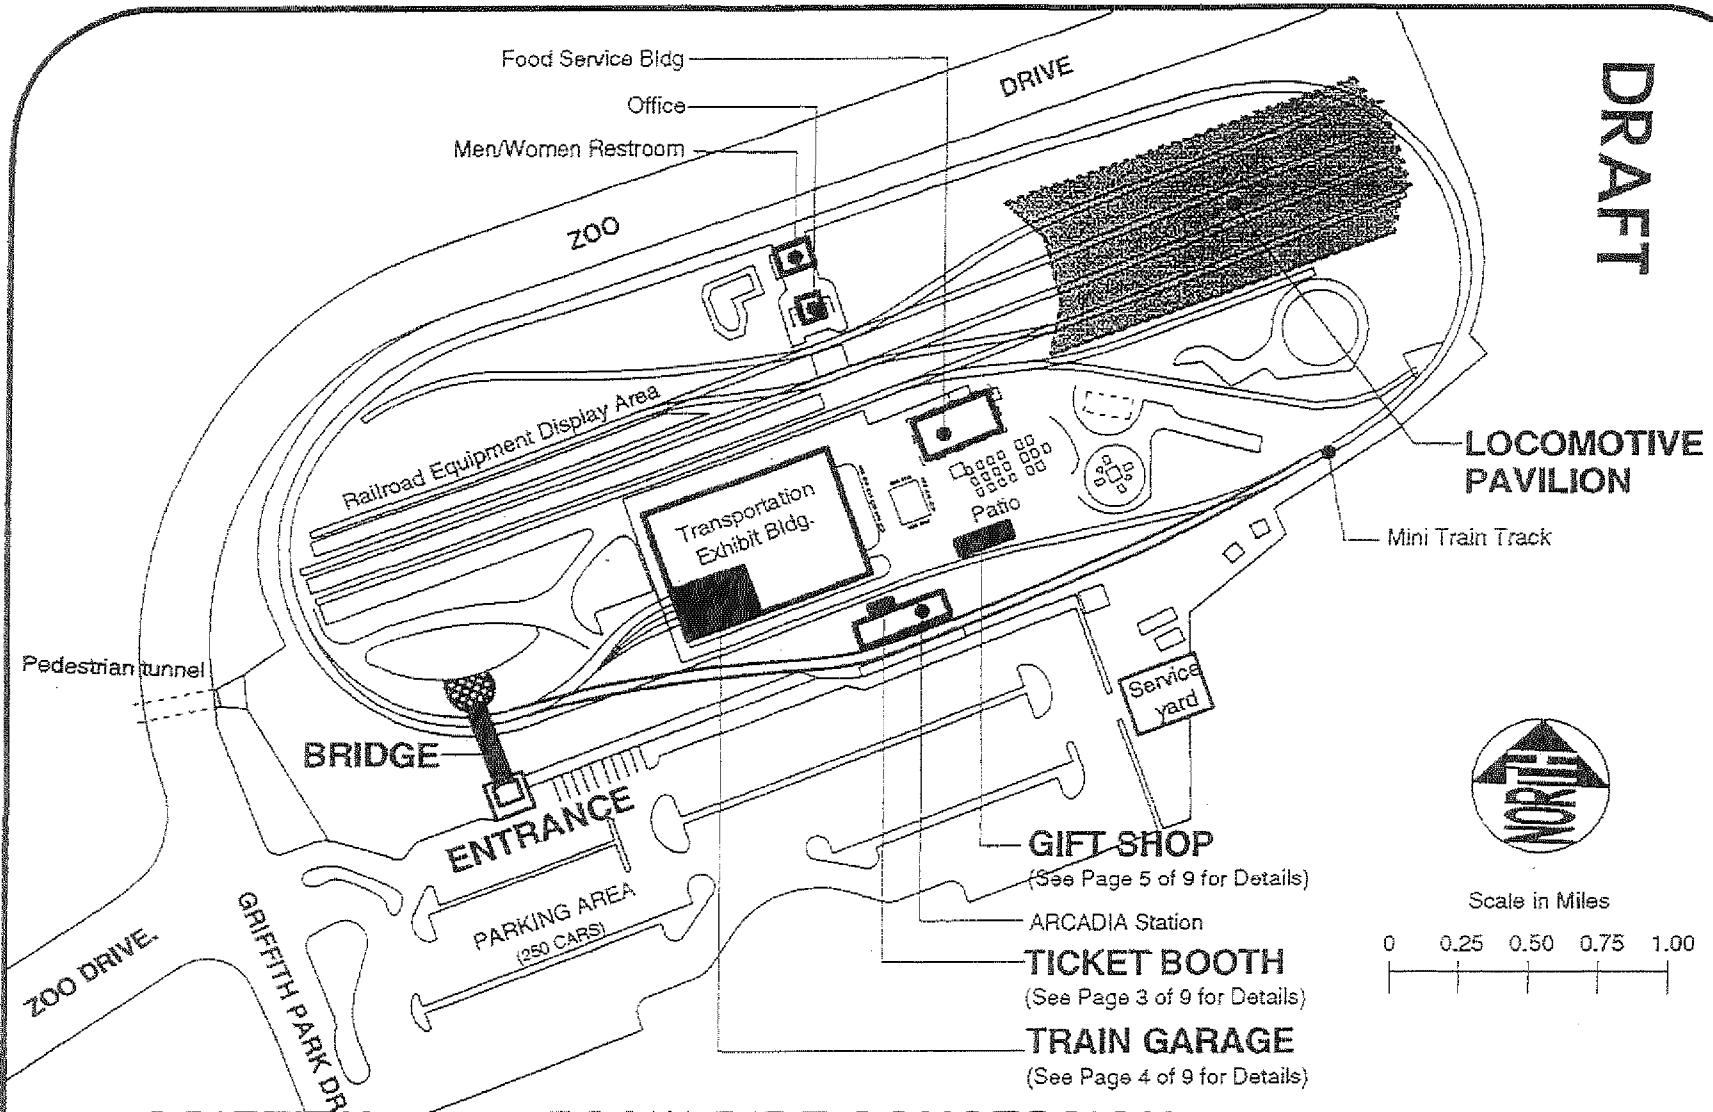 Food Service Bldg
DRIVE
DRAFT
Office
Men/Women Restroom
ZOO
Railroad Equipment Display Area
LOCOMOTIVE
PAVILION
Transportation
Exhibit Bldg.
Patio
Mini Train Track
Pedestrian tunnel
Service
yard
BRIDGE
NORTH
ENTRANCE
GIFT SHOP
(See Page 5 of 9 for Details)
PARKING AREA
(250 CARS)
ARCADIA Station
Scale in Miles
0 0.25 0.50 0.75 1.00
ZOO DRIVE.
GRIFFITH PARK DR
TICKET BOOTH
(See Page 3 of 9 for Details)
TRAIN GARAGE
(See Page 4 of 9 for Details)